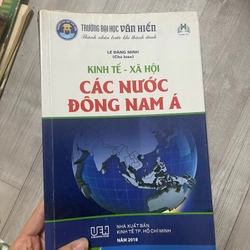 TRƯỜNG ĐẠI HỌC VĂN HIẾN
Thành nhân trước khi thành danh
LÊ ĐĂNG MINH
(Chủ biên)
KINH TẾ - XÃ HỘI
CÁC NƯỚC
ĐÔNG NAM Á
UEH
NHÀ XUẤT BẢN
KINH TẾ TP. HỒ CHÍ MINH
NĂM 2018